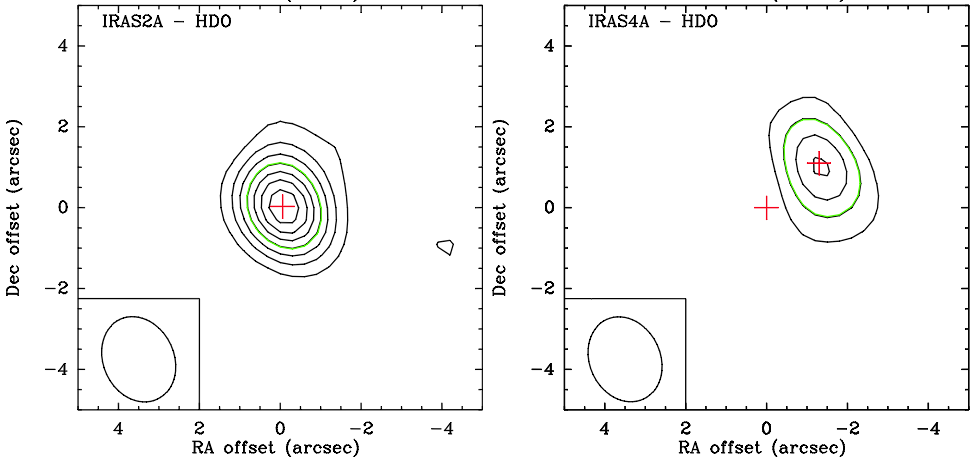 IRAS2A - HDO
Dec offset (arcsec)
4
2
0
-2
-4
4 2 0 -2 -4
RA offset (arcsec)
IRAS4A - HDO
Dec offset (arcsec)
4
2
0
-2
-4
4 2 0 -2 -4
RA offset (arcsec)